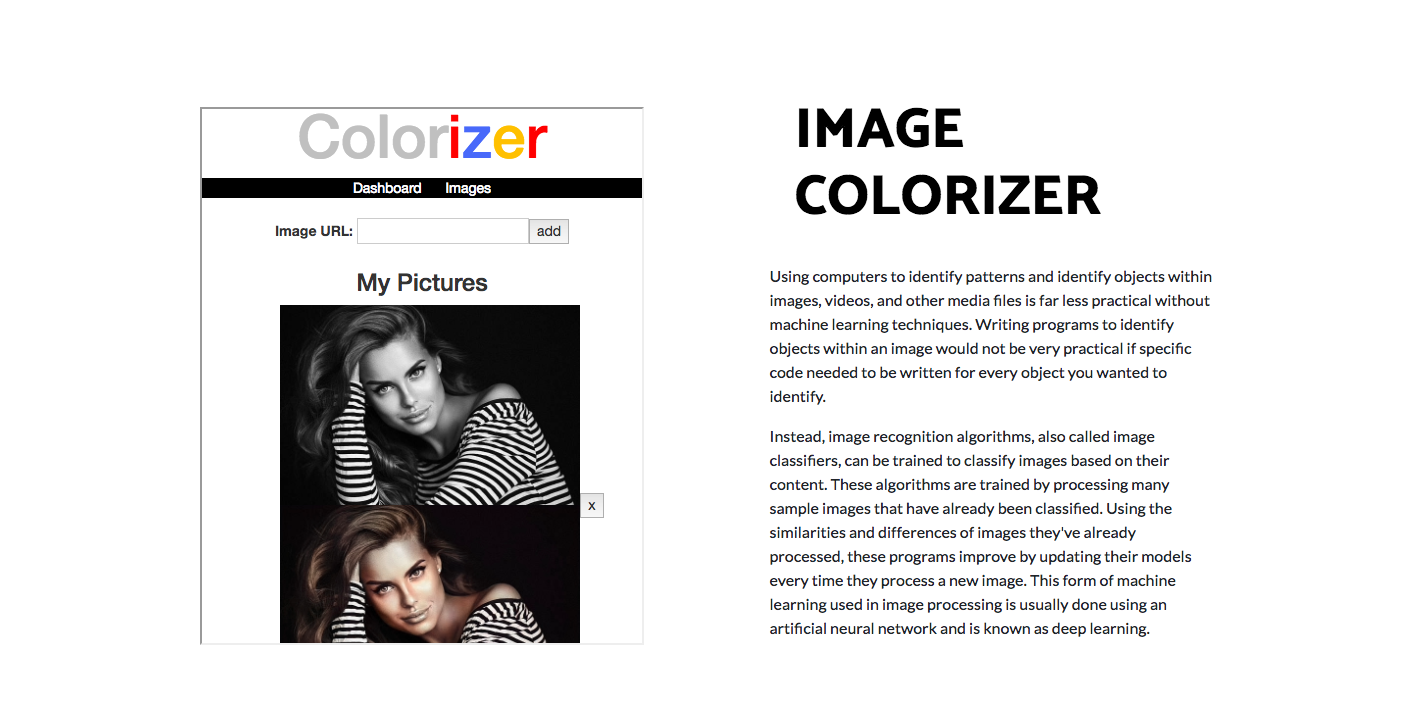 Colorizer
Dashboard Images
Image URL: add
My Pictures
x
IMAGE
COLORIZER
Using computers to identify patterns and identify objects within
images, videos, and other media files is far less practical without
machine learning techniques. Writing programs to identify
objects within an image would not be very practical if specific
code needed to be written for every object you wanted to
identify.
Instead, image recognition algorithms, also called image
classifiers, can be trained to classify images based on their
content. These algorithms are trained by processing many
sample images that have already been classified. Using the
similarities and differences of images they've already
processed, these programs improve by updating their models
every time they process a new image. This form of machine
learning used in image processing is usually done using an
artificial neural network and is known as deep learning.